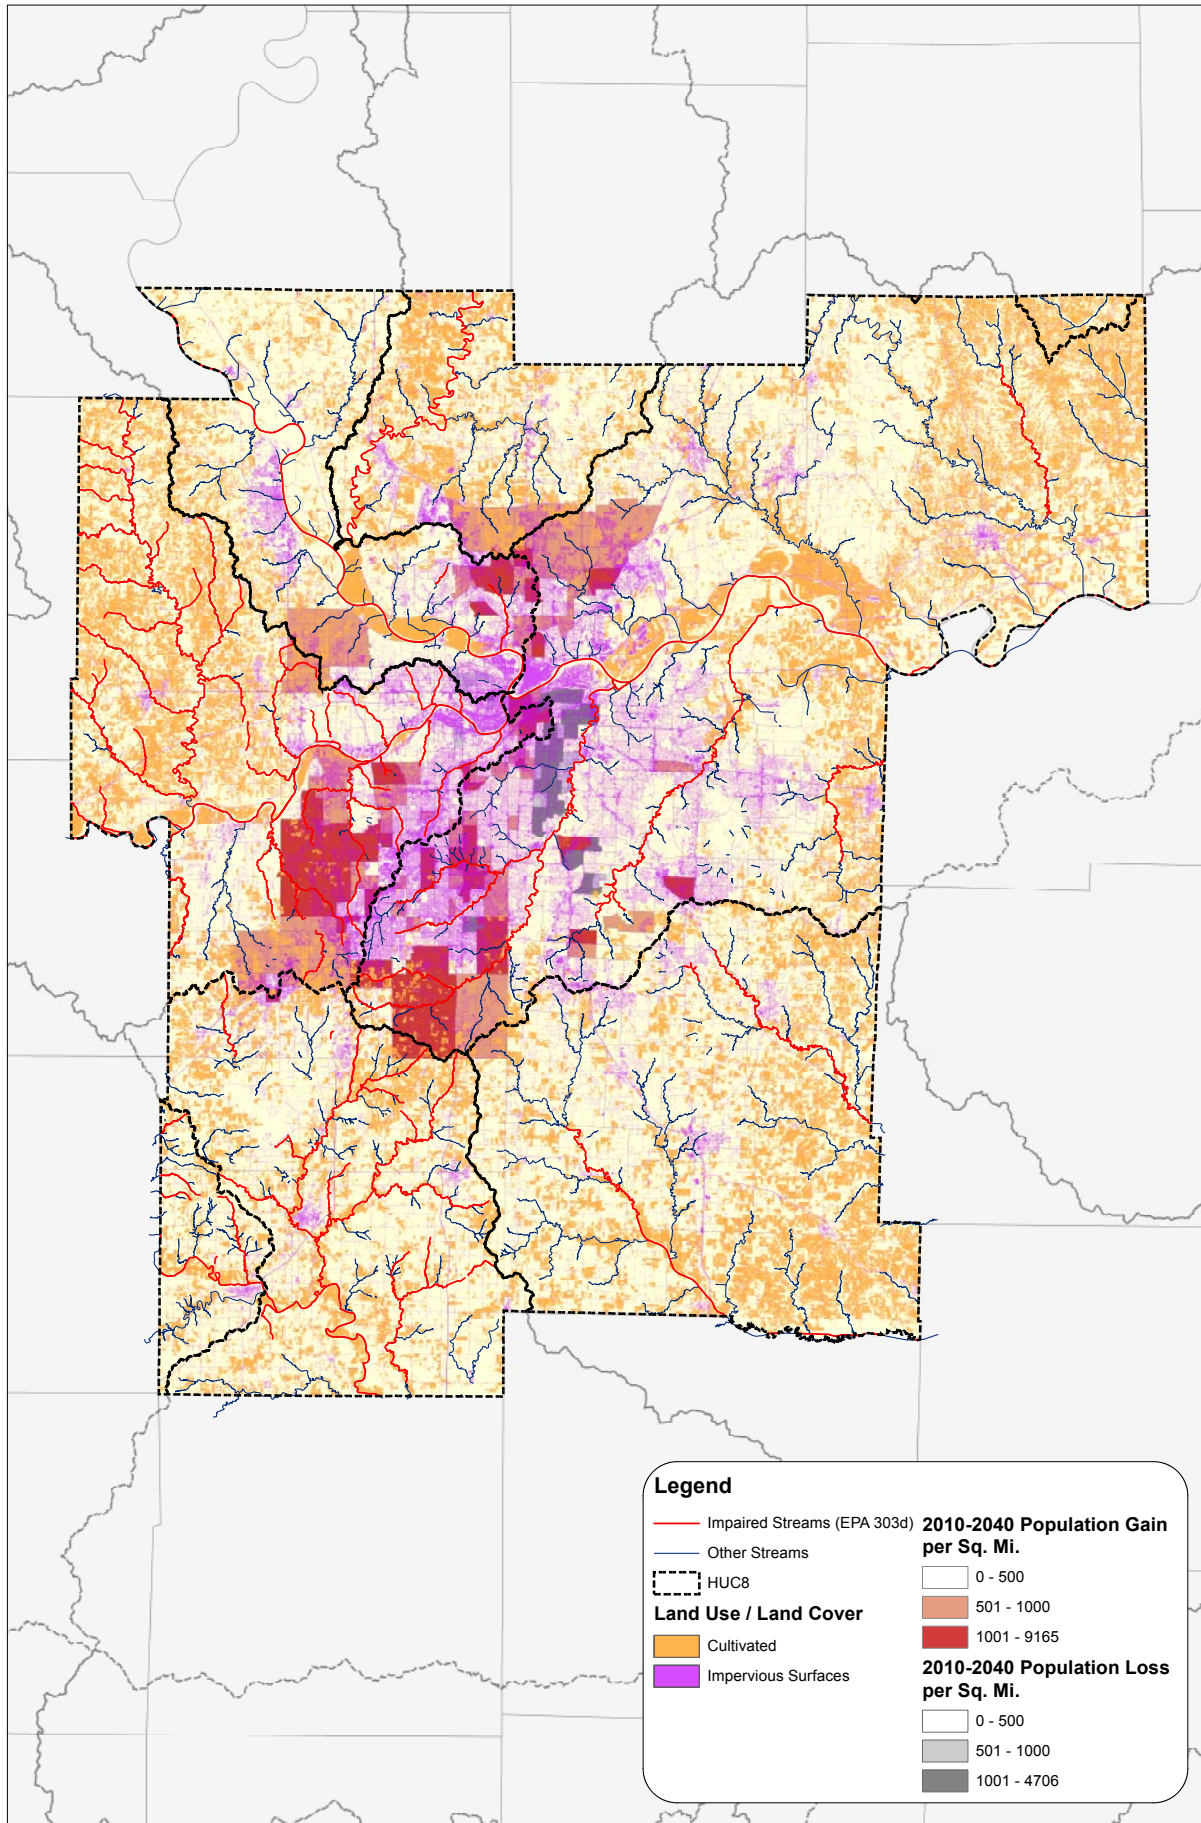 Legend
Impaired Streams (EPA 303d)
Other Streams
HUC8
Land Use / Land Cover
Cultivated
Impervious Surfaces
2010-2040 Population Gain
per Sq. Mi.
0 - 500
501 - 1000
1001 - 9165
2010-2040 Population Loss
per Sq. Mi.
0 - 500
501 - 1000
1001 - 4706